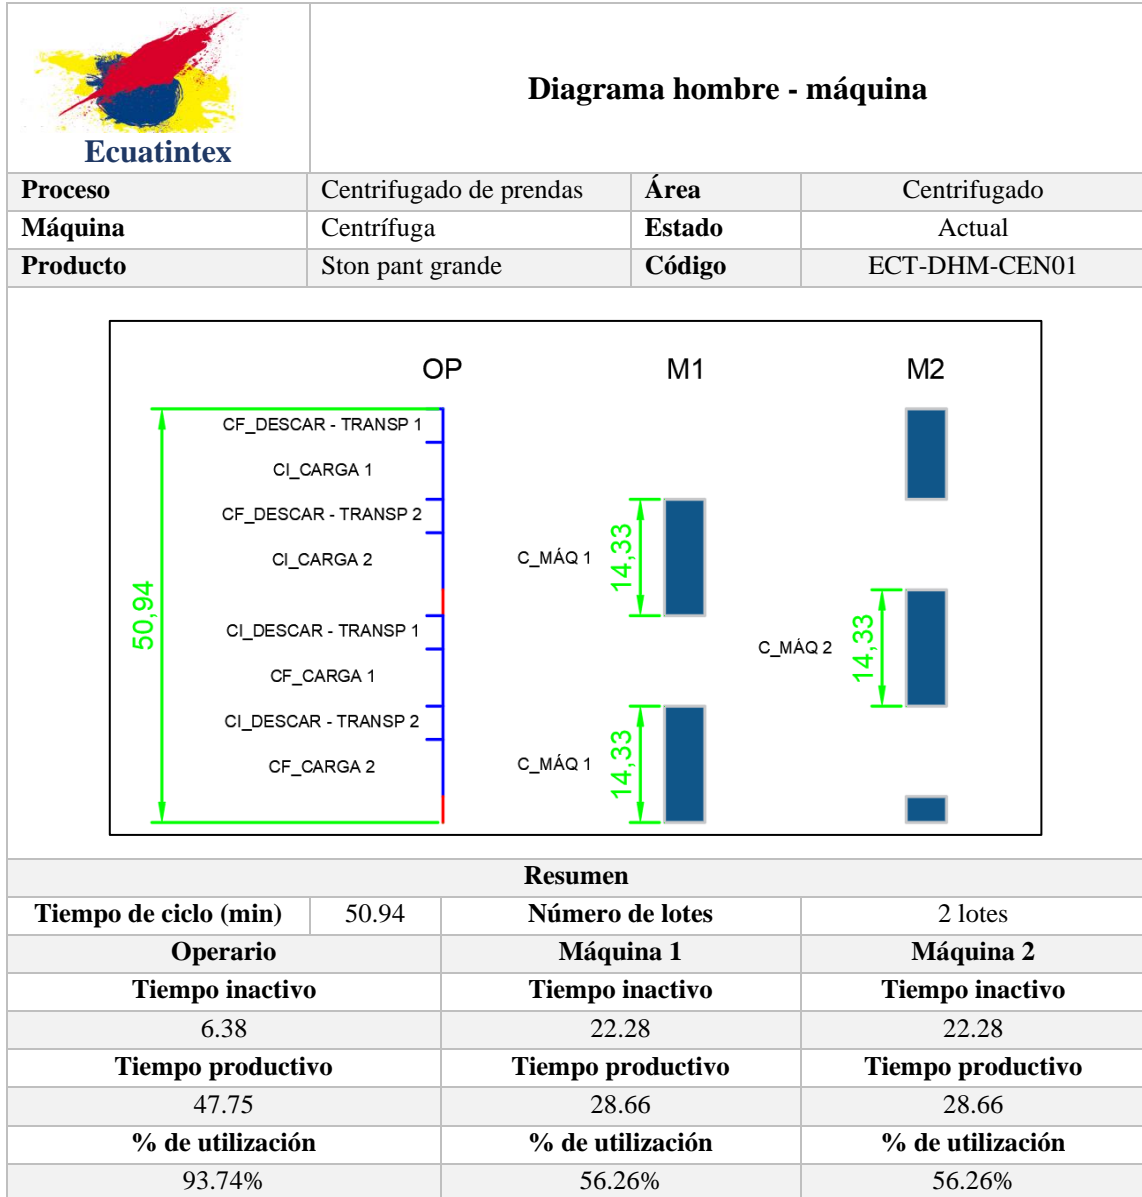 Ecuatintex
Diagrama hombre - máquina
Proceso Centrifugado de prendas Área Centrifugado
Máquina Centrífuga Estado Actual
Producto Ston pant grande Código ECT-DHM-CEN01
OP M1 M2
CF_DESCAR - TRANSP 1
CI_CARGA 1
CF_DESCAR - TRANSP 2
CI_CARGA 2
C_MÁQ 1 14,33
50,94
CI_DESCAR - TRANSP 1
C_MÁQ 2 14,33
CF_CARGA 1
CI_DESCAR - TRANSP 2
CF_CARGA 2
C_MÁQ 1 14,33
Resumen
Tiempo de ciclo (min) 50.94 Número de lotes 2 lotes
Operario Máquina 1 Máquina 2
Tiempo inactivo Tiempo inactivo Tiempo inactivo
6.38 22.28 22.28
Tiempo productivo Tiempo productivo Tiempo productivo
47.75 28.66 28.66
% de utilización % de utilización % de utilización
93.74% 56.26% 56.26%